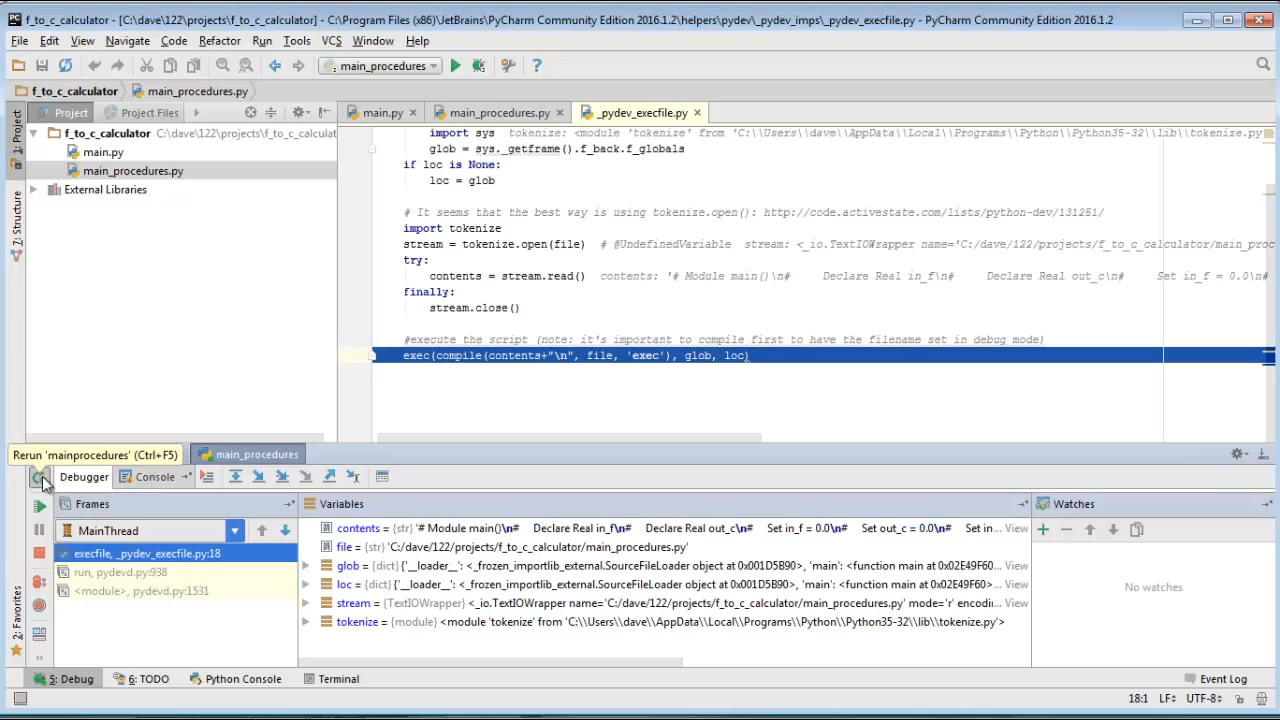 f_to_c_calculator - [C:\dave\122\projects\f_to_c_calculator] - C:\Program Files (x86)\JetBrains\PyCharm Community Edition 2016.1.2\helpers\pydev\_pydev_imps\_pydev_execfile.py - PyCharm Community Edition 2016.1.2
File Edit View Navigate Code Refactor Run Tools VCS Window Help
main_procedures
f_to_c_calculator main_procedures.py
1: Project
Project Project Files
main.py main_procedures.py _pydev_execfile.py
f_to_c_calculator C:\dave\122\projects\f_to_c_calculat
main.py
main_procedures.py
External Libraries
7: Structure
import sys tokenize: <module 'tokenize' from 'C:\\Users\\dave\\AppData\\Local\\Programs\\Python\\Python35-32\\lib\\tokenize.py
glob = sys._getframe().f_back.f_globals
if loc is None:
loc = glob
# It seems that the best way is using tokenize.open(): http://code.activestate.com/lists/python-dev/131251/
import tokenize
stream = tokenize.open(file) # @UndefinedVariable stream: <_io.TextIOWrapper name='C:/dave/122/projects/f_to_c_calculator/main_proc
try:
contents = stream.read() contents: '# Module main()\n# Declare Real in_f\n# Declare Real out_c\n# Set in_f = 0.0\n#
finally:
stream.close()
#execute the script (note: it's important to compile first to have the filename set in debug mode)
exec(compile(contents+"\n", file, 'exec'), glob, loc)
Rerun 'mainprocedures' (Ctrl+F5)
main_procedures
Debugger Console
Frames
Variables
Watches
MainThread
execfile, _pydev_execfile.py:18
run, pydevd.py:938
<module>, pydevd.py:1531
contents = {str} '# Module main()\n# Declare Real in_f\n# Declare Real out_c\n# Set in_f = 0.0\n# Set out_c = 0.0\n# Set in... View
file = {str} 'C:/dave/122/projects/f_to_c_calculator/main_procedures.py'
glob = {dict} {'__loader__': <_frozen_importlib_external.SourceFileLoader object at 0x001D5B90>, 'main': <function main at 0x02E49F60... View
loc = {dict} {'__loader__': <_frozen_importlib_external.SourceFileLoader object at 0x001D5B90>, 'main': <function main at 0x02E49F60... View
stream = {TextIOWrapper} <_io.TextIOWrapper name='C:/dave/122/projects/f_to_c_calculator/main_procedures.py' mode='r' encodi... View
tokenize = {module} <module 'tokenize' from 'C:\\Users\\dave\\AppData\\Local\\Programs\\Python\\Python35-32\\lib\\tokenize.py'>
No watches
2: Favorites
5: Debug 6: TODO Python Console Terminal Event Log
18:1 LF÷ UTF-8÷